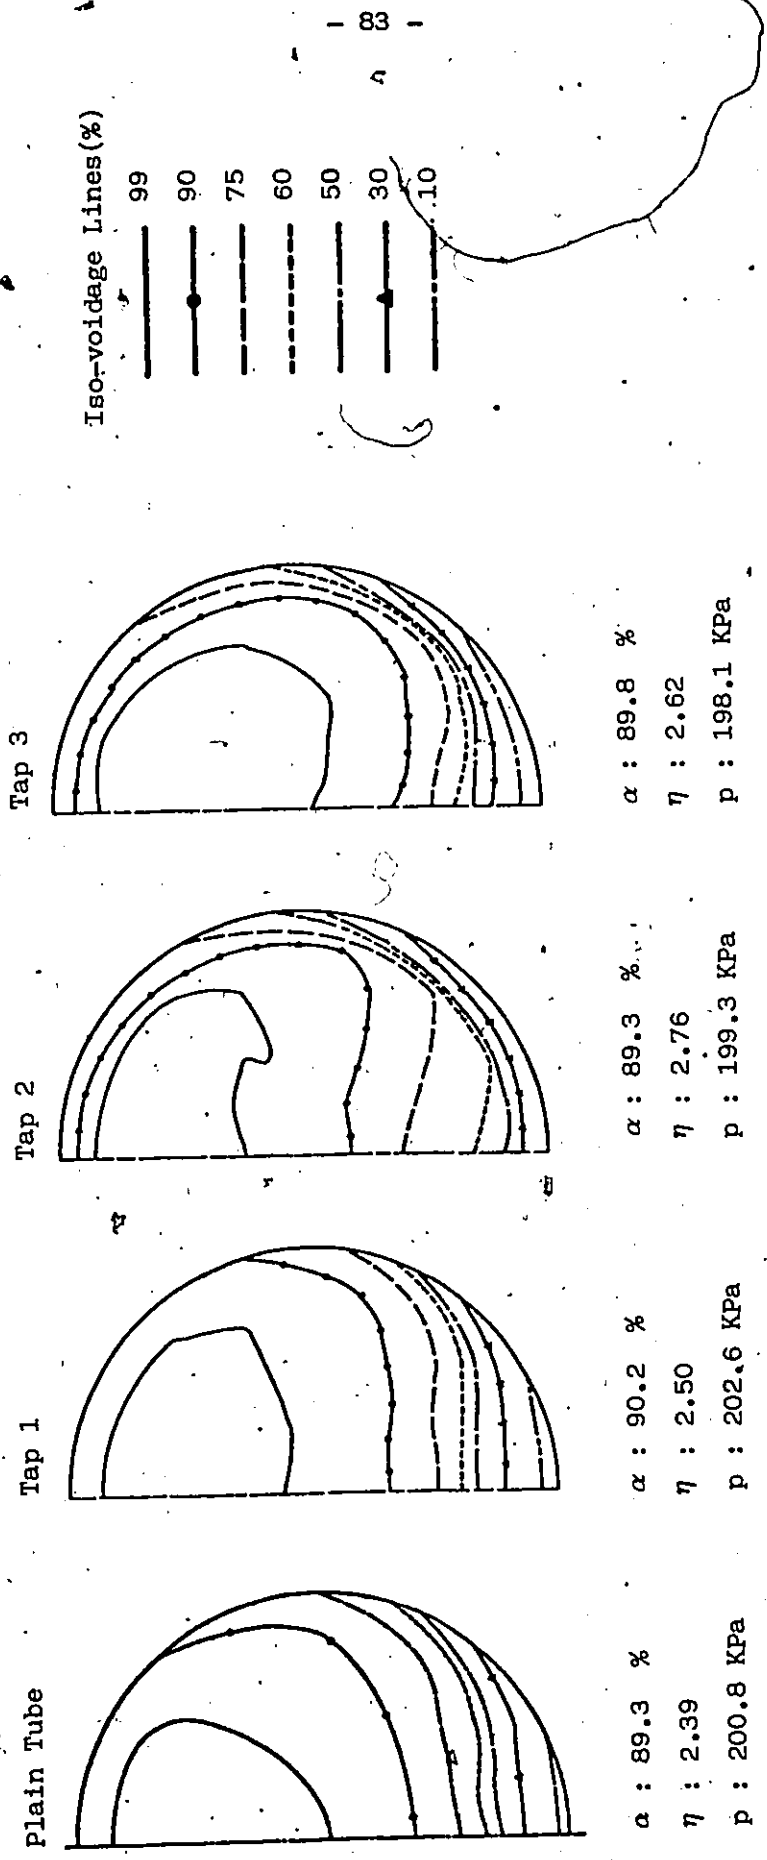 - 83 -
Iso-voidage Lines(%)
99
90
75
60
50
30
10
Plain Tube
α : 89.3 %
η : 2.39
p : 200.8 KPa
Tap 1
α : 90.2 %
η : 2.50
p : 202.6 KPa
Tap 2
α : 89.3 %
η : 2.76
p : 199.3 KPa
Tap 3
α : 89.8 %
η : 2.62
p : 198.1 KPa